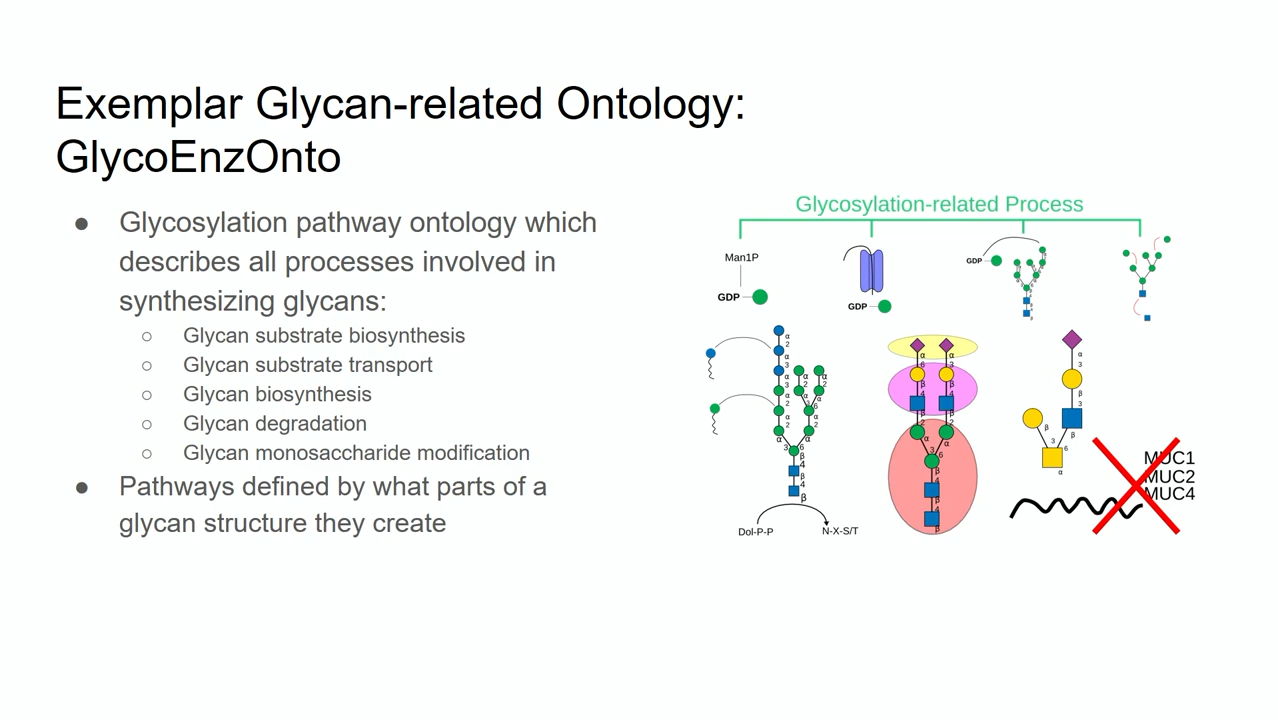 Exemplar Glycan-related Ontology:
GlycoEnzOnto
● Glycosylation pathway ontology which
describes all processes involved in
synthesizing glycans:
○ Glycan substrate biosynthesis
○ Glycan substrate transport
○ Glycan biosynthesis
○ Glycan degradation
○ Glycan monosaccharide modification
● Pathways defined by what parts of a
glycan structure they create
Glycosylation-related Process
Man1P
GDP
GDP
GDP
Dol-P-P
N-X-S/T
MUC1
MUC2
MUC4